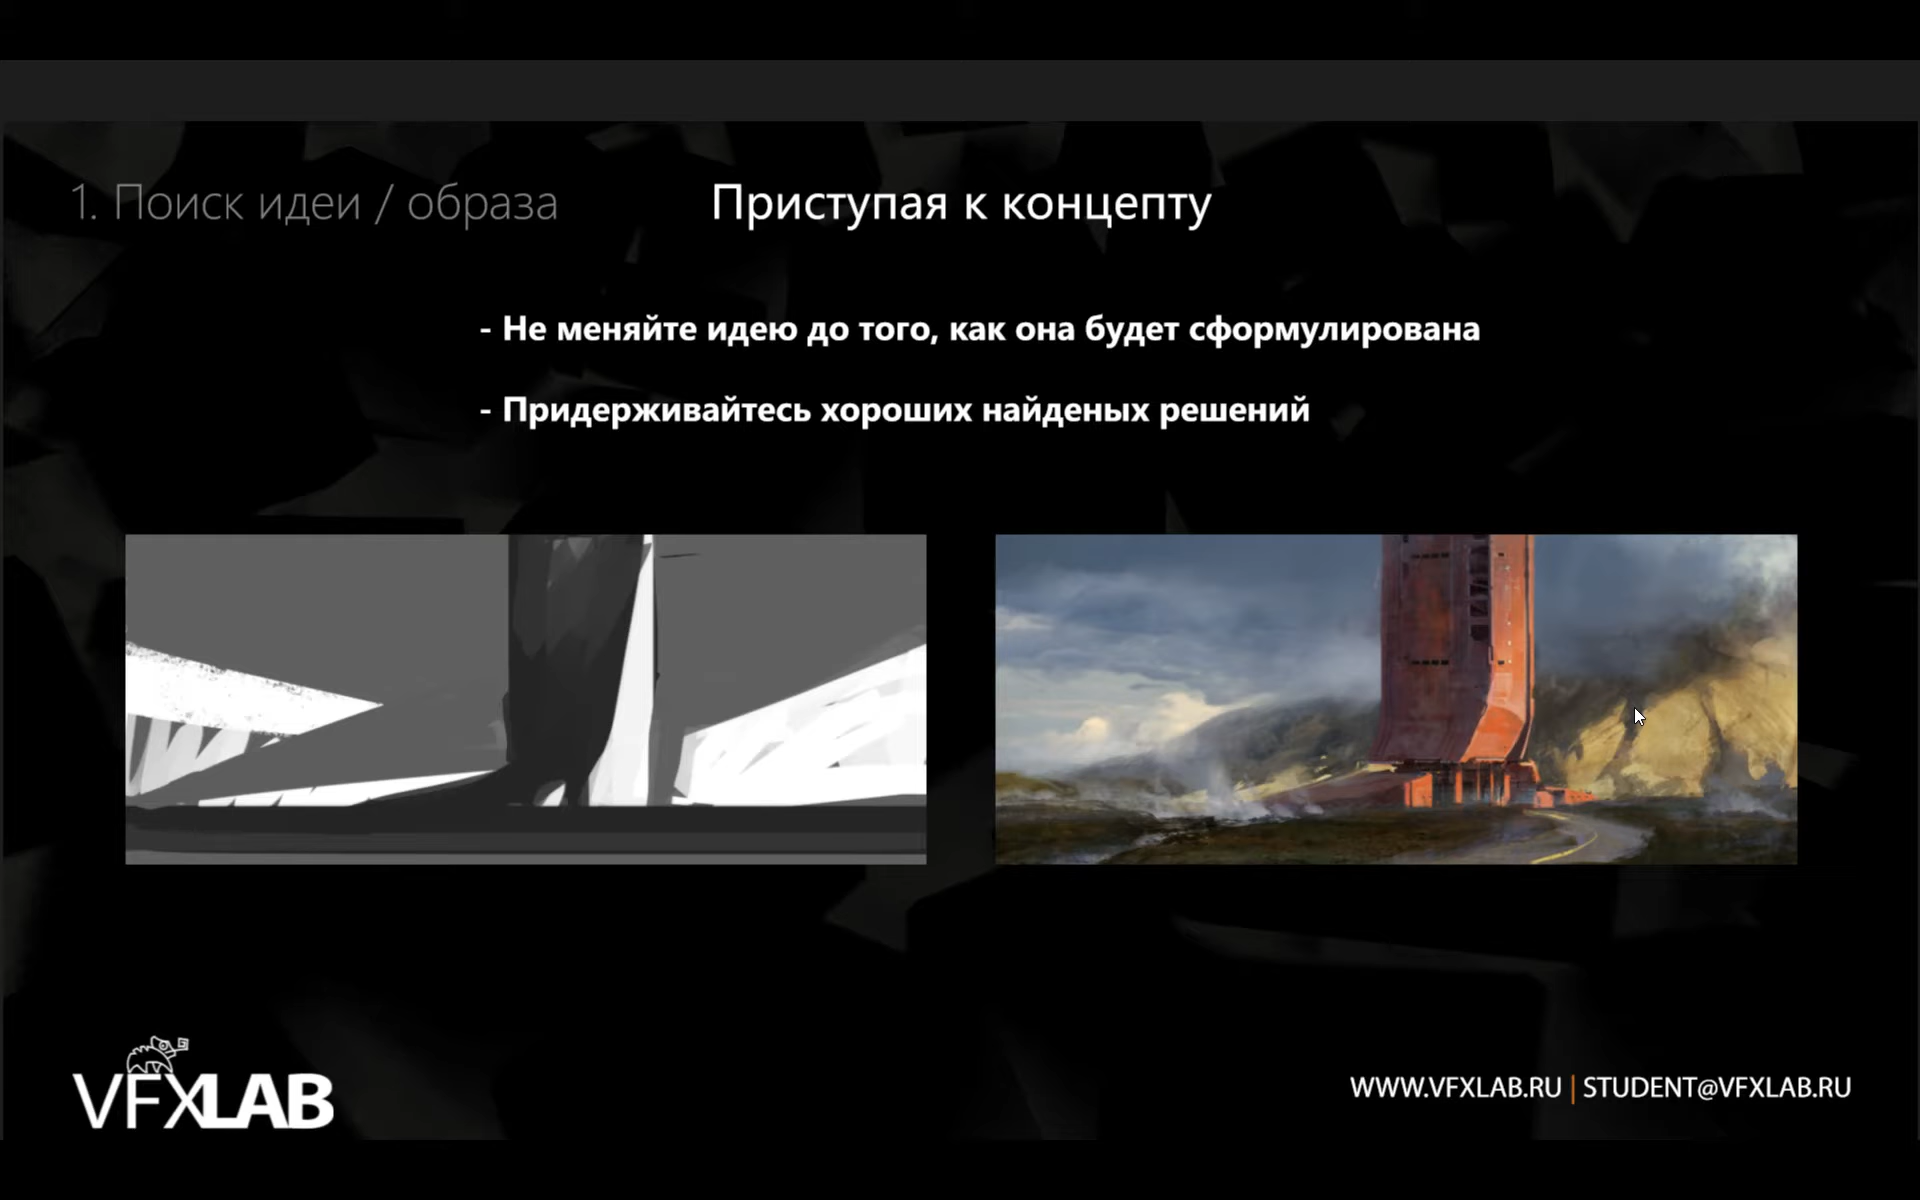 1. Поиск идеи / образа
Приступая к концепту
- Не меняйте идею до того, как она будет сформулирована
- Придерживайтесь хороших найденых решений
VFXLAB
WWW.VFXLAB.RU | STUDENT@VFXLAB.RU